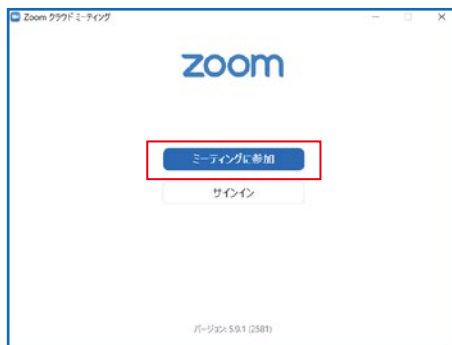 Zoom クラウド ミーティング
zoom
ミーティングに参加
サインイン
バージョン: 5.9.1 (2581)